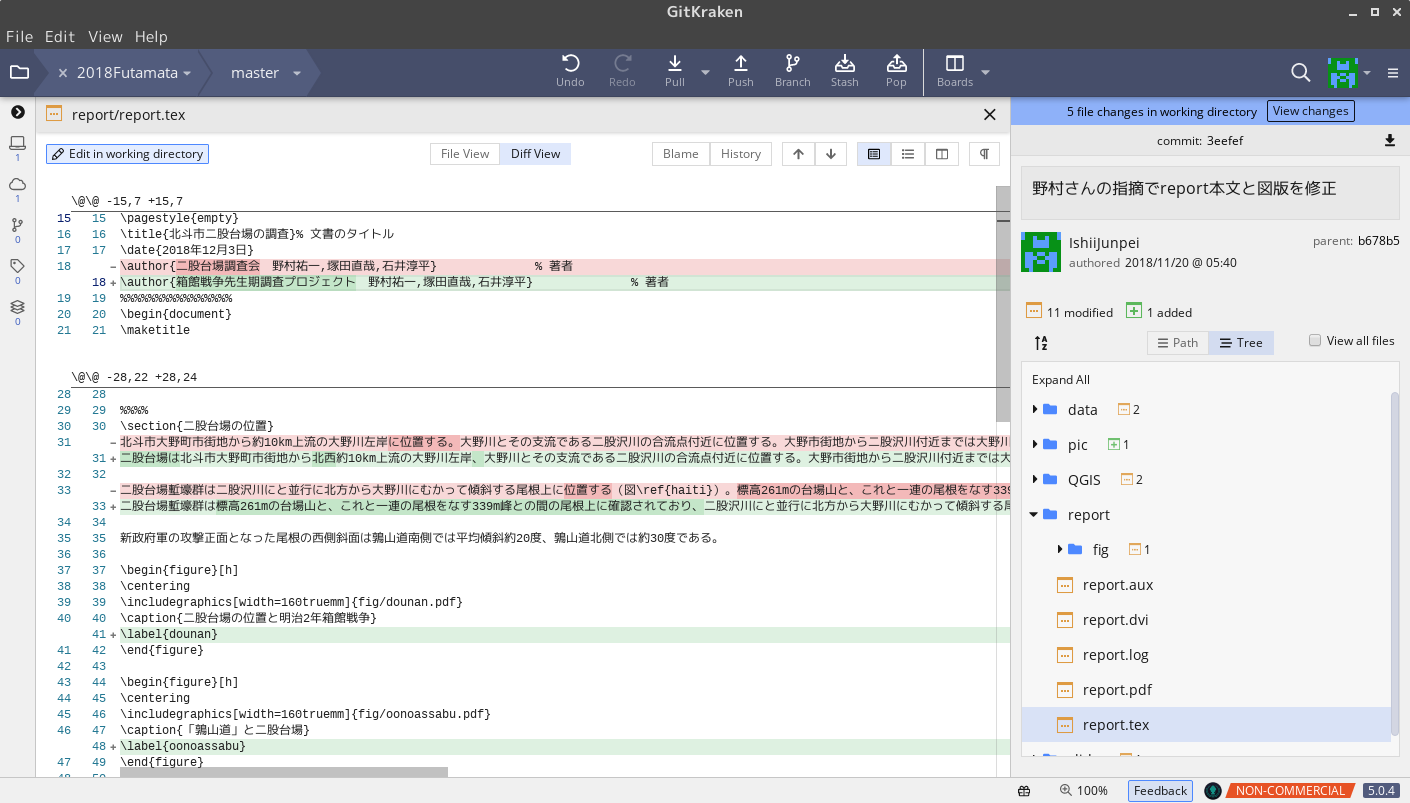 GitKraken
File Edit View Help
2018Futamata master
Undo Redo Pull Push Branch Stash Pop Boards
report/report.tex
Edit in working directory File View Diff View Blame History
\@\@ -15,7 +15,7
15 15 \pagestyle{empty}
16 16 \title{北斗市二股台場の調査}% 文書のタイトル
17 17 \date{2018年12月3日}
18 −\author{二股台場調査会　野村祐一,塚田直哉,石井淳平} % 著者
18 +\author{箱館戦争先生期調査プロジェクト　野村祐一,塚田直哉,石井淳平} % 著者
19 19 %%%%%%%%%%%%%%
20 20 \begin{document}
21 21 \maketitle
\@\@ -28,22 +28,24
28 28
29 29 %%%%
30 30 \section{二股台場の位置}
31 −北斗市大野町市街地から約10km上流の大野川左岸に位置する。大野川とその支流である二股沢川の合流点付近に位置する。大野市街地から二股沢川付近までは大野川
31 +二股台場は北斗市大野町市街地から北西約10km上流の大野川左岸、大野川とその支流である二股沢川の合流点付近に位置する。大野市街地から二股沢川付近までは大
32 32
33 −二股台場塹壕群は二股沢川にと並行に北方から大野川にむかって傾斜する尾根上に位置する（図\ref{haiti}）。標高261mの台場山と、これと一連の尾根をなす339
33 +二股台場塹壕群は標高261mの台場山と、これと一連の尾根をなす339m峰との間の尾根上に確認されており、二股沢川にと並行に北方から大野川にむかって傾斜する尾
34 34
35 35 新政府軍の攻撃正面となった尾根の西側斜面は鶉山道南側では平均傾斜約20度、鶉山道北側では約30度である。
36 36
37 37 \begin{figure}[h]
38 38 \centering
39 39 \includegraphics[width=160truemm]{fig/dounan.pdf}
40 40 \caption{二股台場の位置と明治2年箱館戦争}
41 +\label{dounan}
41 42 \end{figure}
42 43
43 44 \begin{figure}[h]
44 45 \centering
45 46 \includegraphics[width=160truemm]{fig/oonoassabu.pdf}
46 47 \caption{「鶉山道」と二股台場}
48 +\label{oonoassabu}
47 49 \end{figure}
48 50
1
1
0
0
0
5 file changes in working directory View changes
commit: 3eefef
野村さんの指摘でreport本文と図版を修正
IshiiJunpei parent: b678b5
authored 2018/11/20 @ 05:40
11 modified 1 added
Path Tree View all files
Expand All
data 2
pic 1
QGIS 2
report
fig 1
report.aux
report.dvi
report.log
report.pdf
report.tex
100% Feedback NON-COMMERCIAL 5.0.4